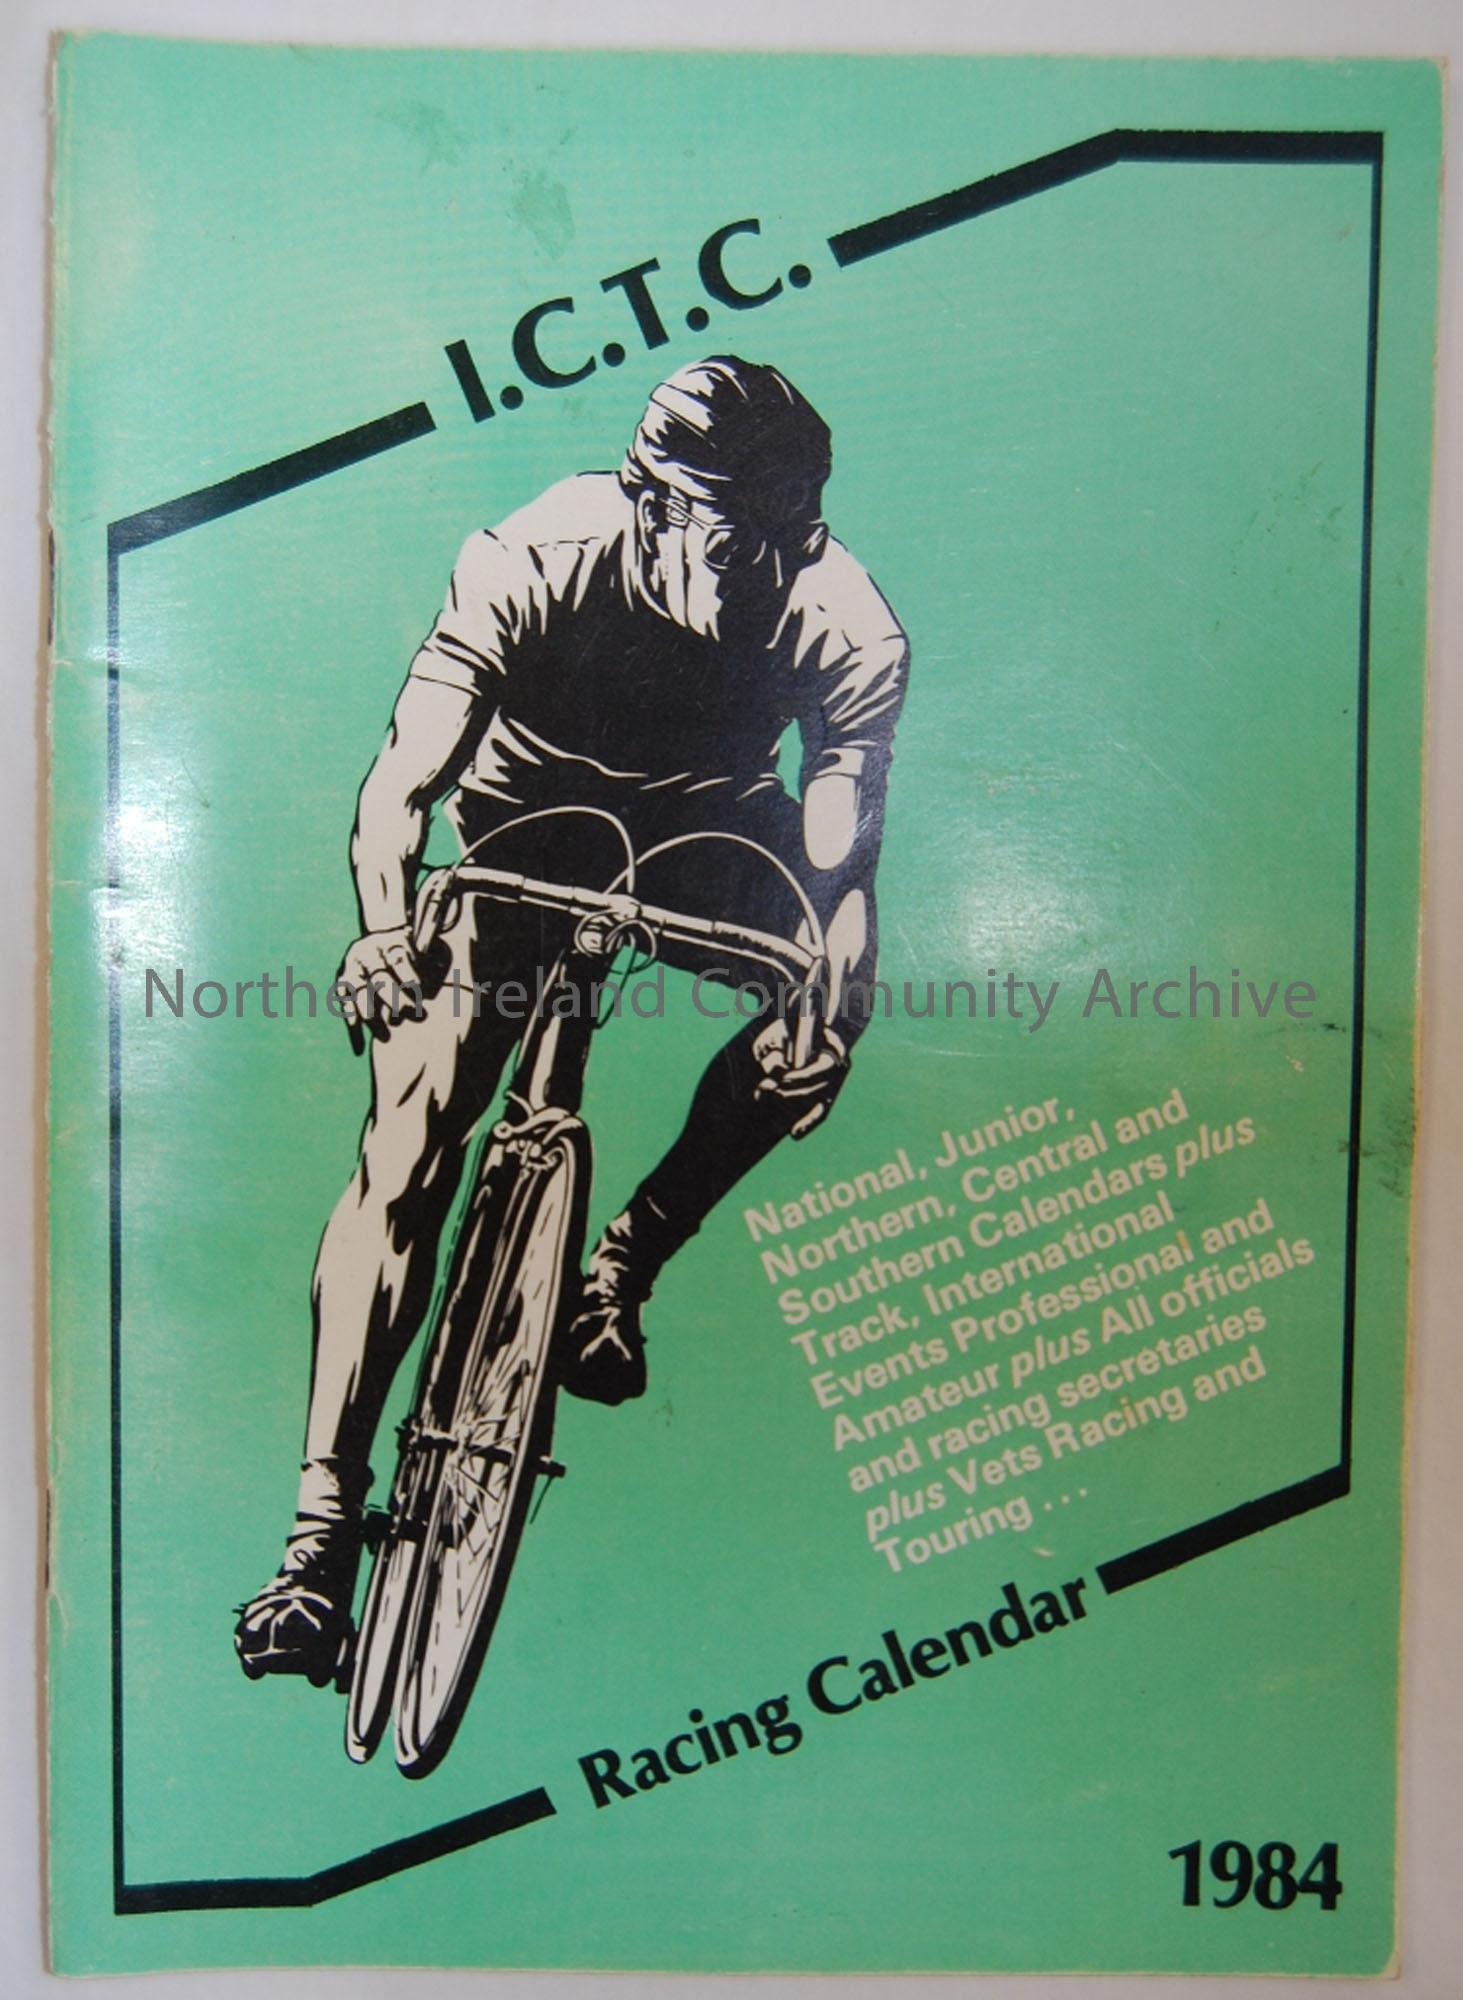 I.C.T.C.
Northern Ireland Community Archive
National, Junior,
Northern, Central and
Southern Calendars plus
Track, International
Events Professional and
Amateur plus All officials
and racing secretaries
plus Vets Racing and
Touring ...
Racing Calendar
1984